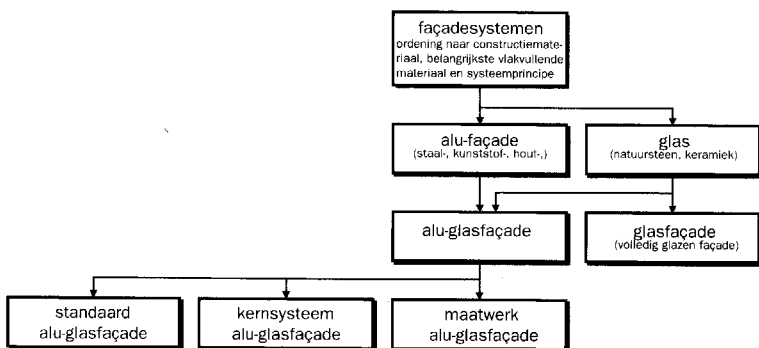 façadesystemen
ordening naar constructiemate-
riaal, belangrijkste vlakvullende
materiaal en systeemprincipe
alu-façade
(staal-, kunststof-, hout-,)
glas
(natuursteen, keramiek)
alu-glasfaçade
glasfaçade
(volledig glazen façade)
standaard
alu-glasfaçade
kernsysteem
alu-glasfaçade
maatwerk
alu-glasfaçade